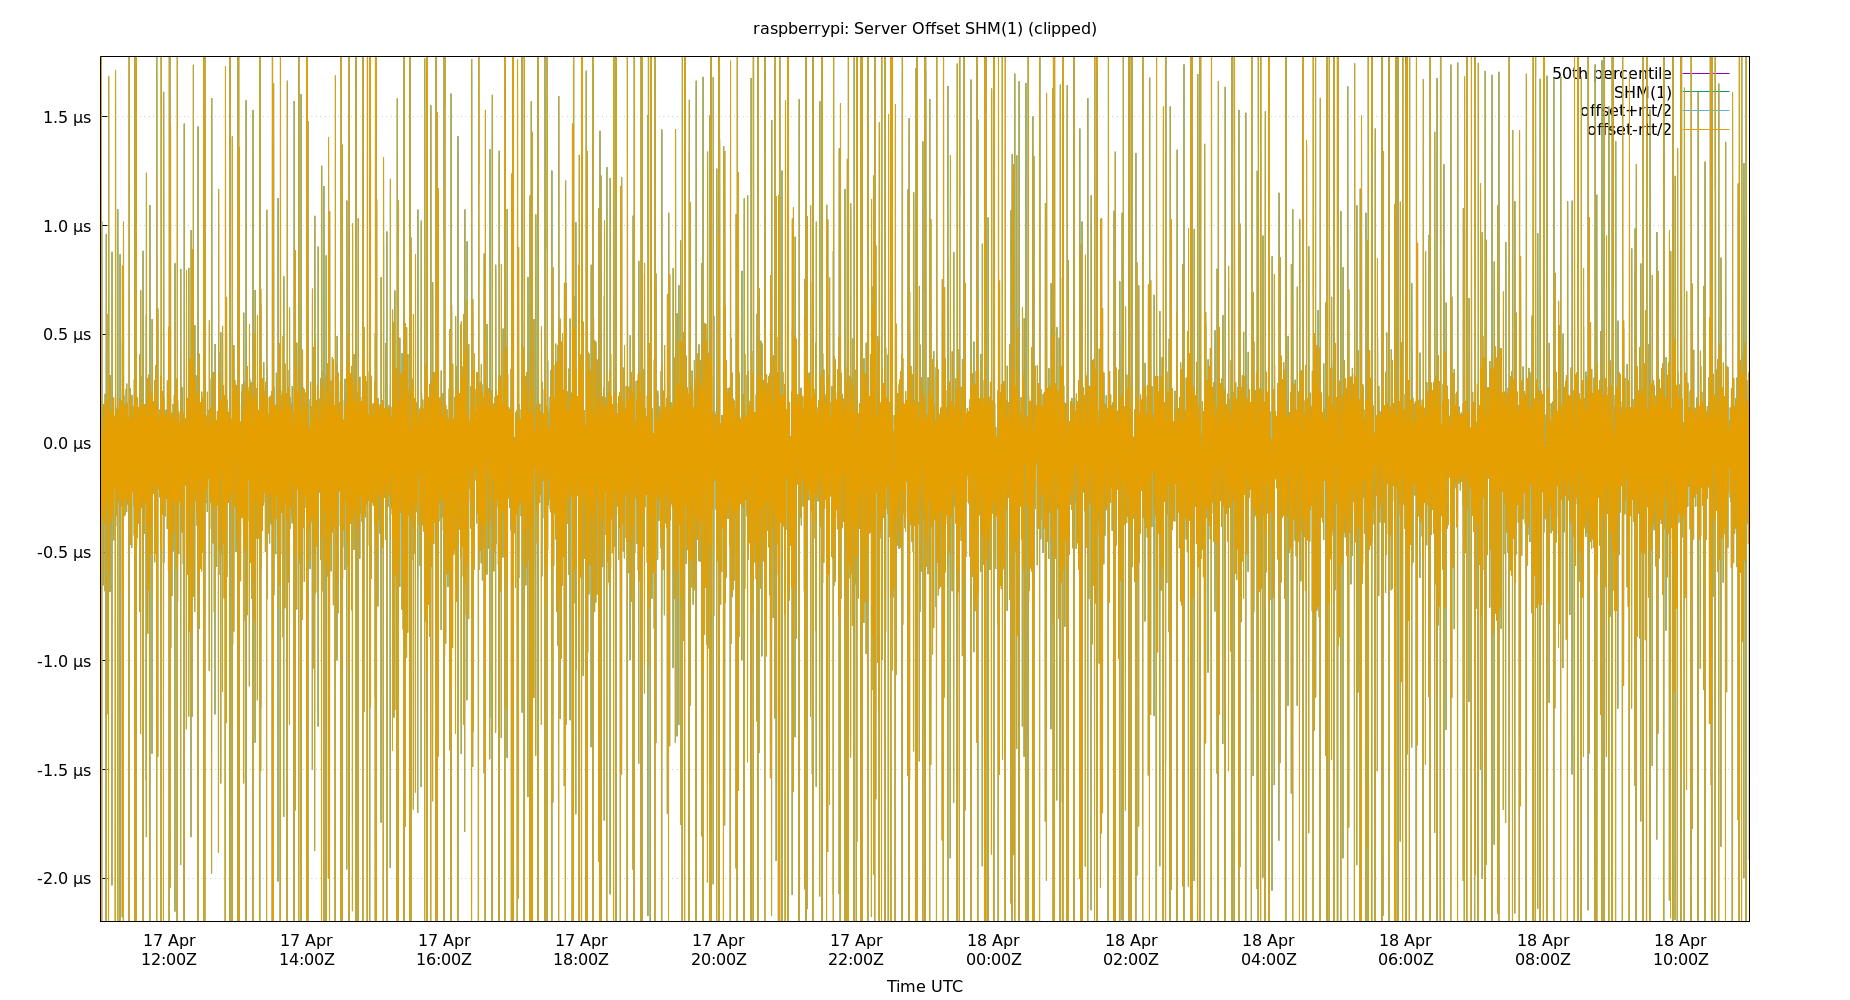 raspberrypi: Server Offset SHM(1) (clipped)
50th percentile
SHM(1)
offset+rtt/2
offset-rtt/2
1.5 µs
1.0 µs
0.5 µs
0.0 µs
-0.5 µs
-1.0 µs
-1.5 µs
-2.0 µs
17 Apr 17 Apr 17 Apr 17 Apr 17 Apr 17 Apr 18 Apr 18 Apr 18 Apr 18 Apr 18 Apr 18 Apr
12:00Z 14:00Z 16:00Z 18:00Z 20:00Z 22:00Z 00:00Z 02:00Z 04:00Z 06:00Z 08:00Z 10:00Z
Time UTC